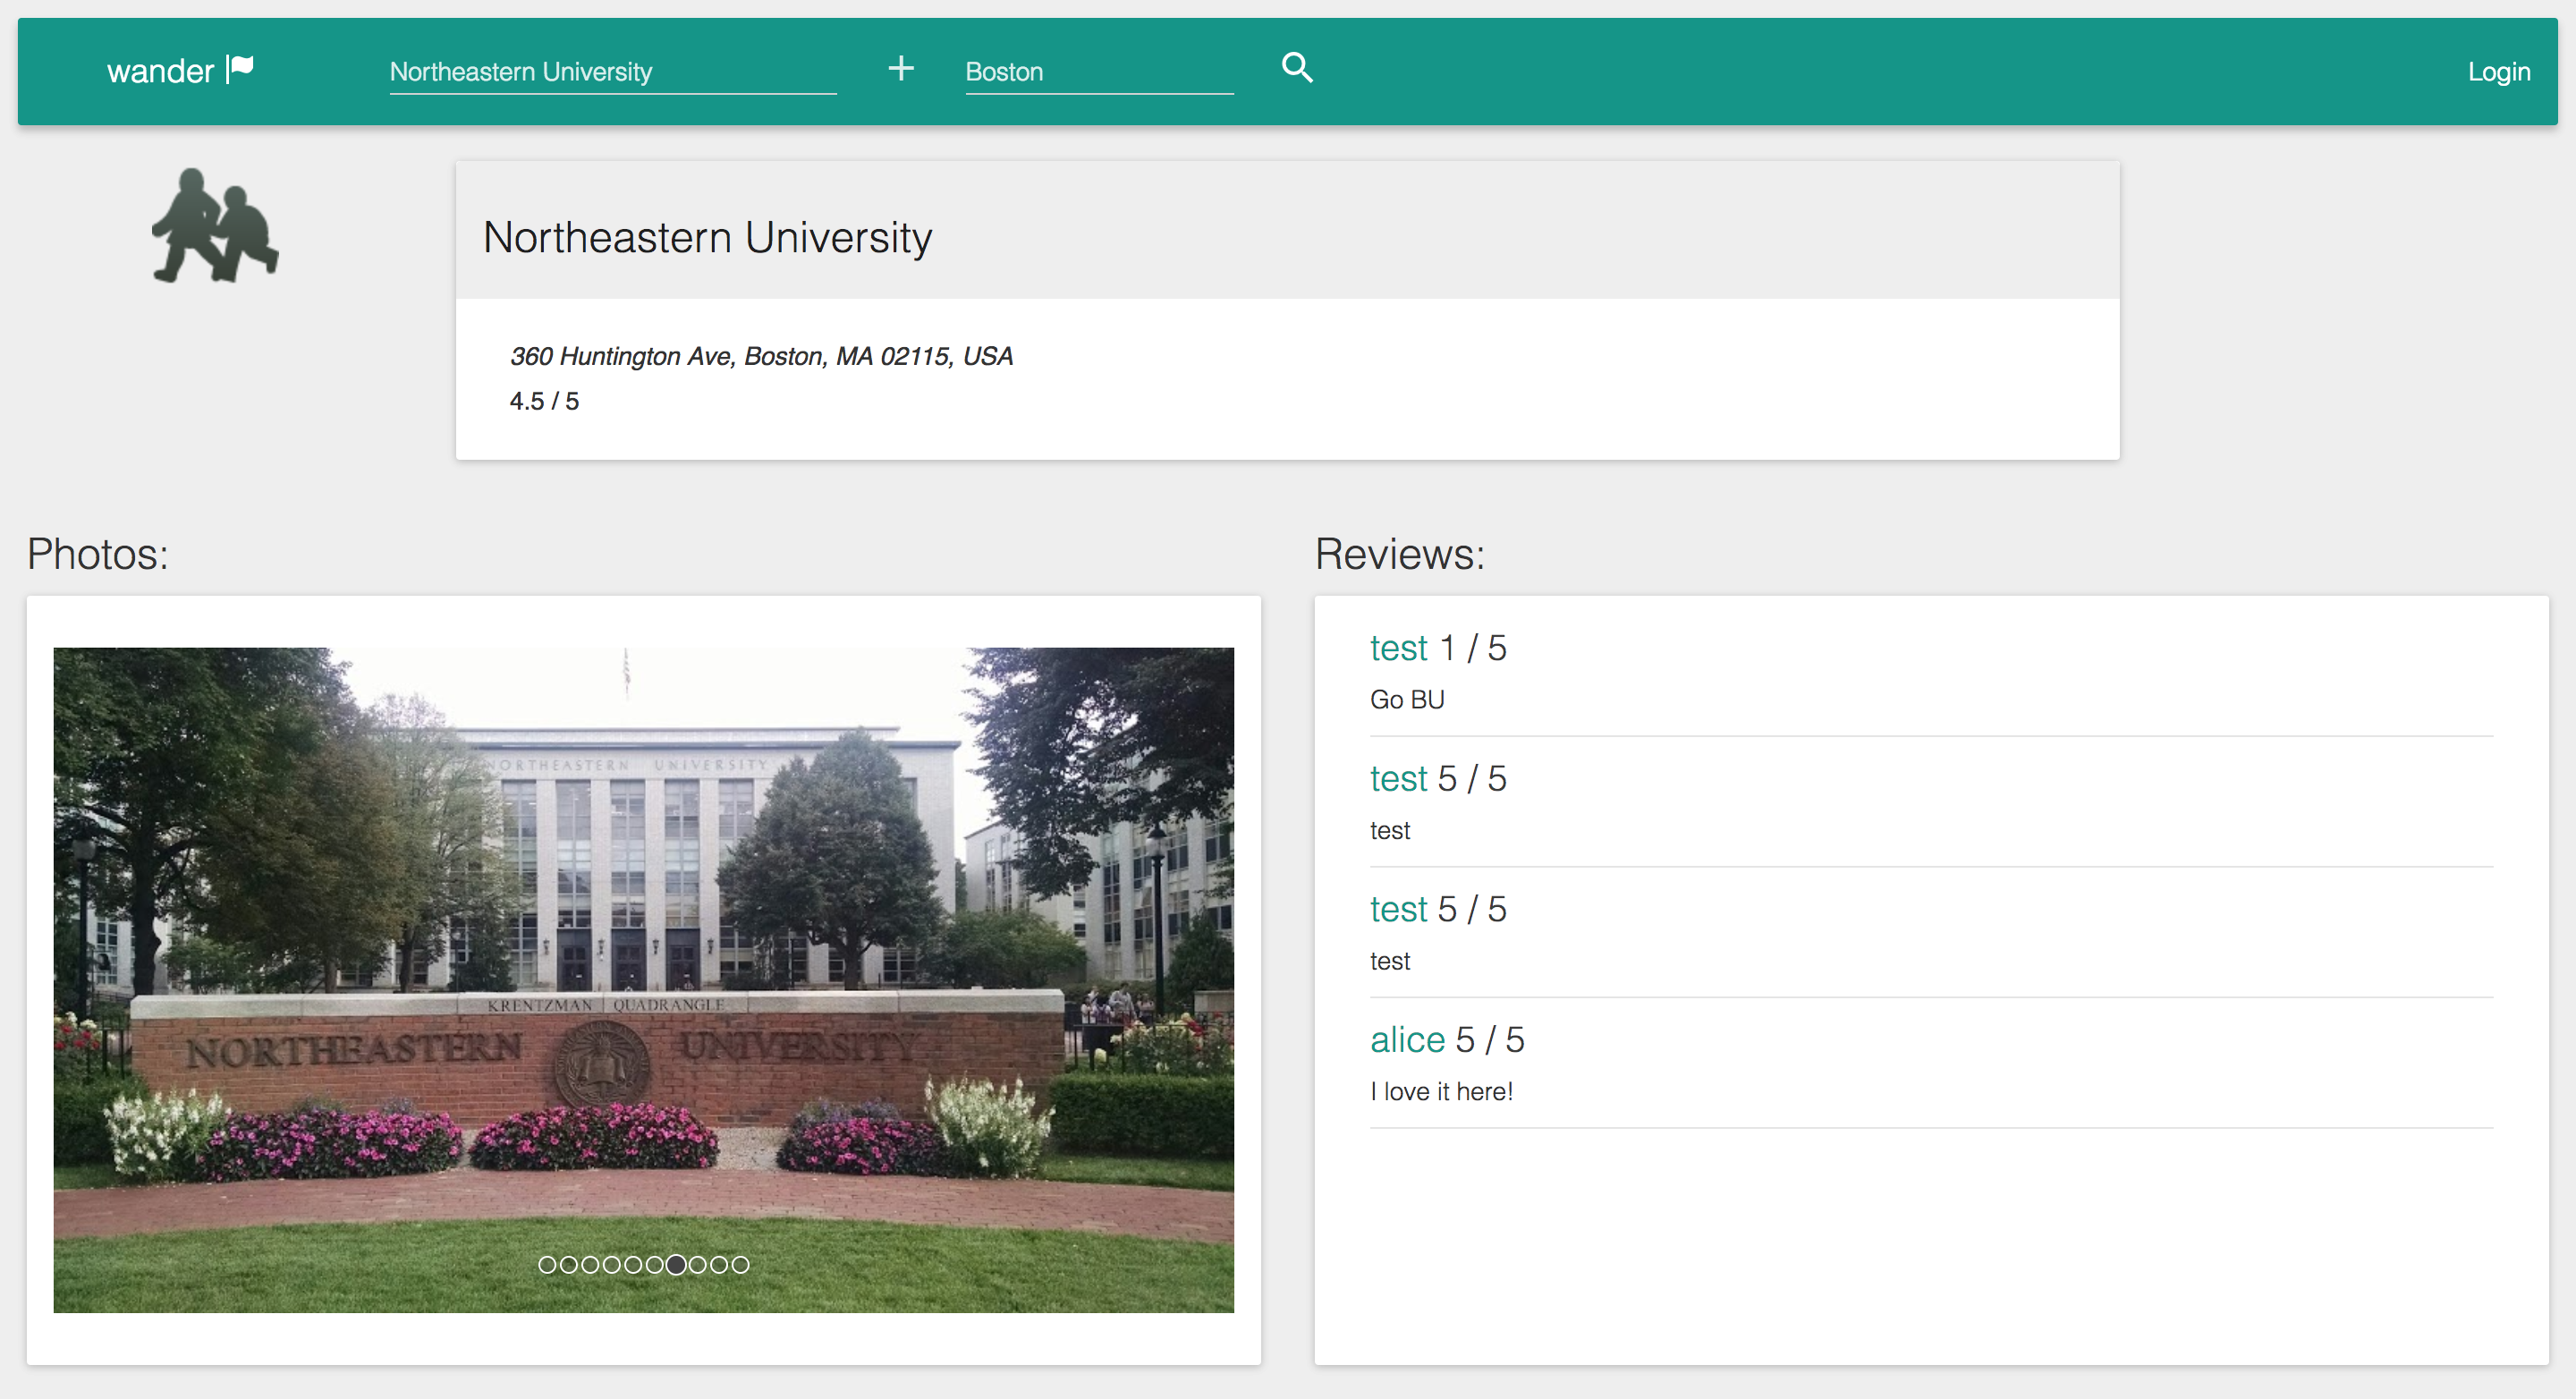 wander
Northeastern University
+
Boston
Login
Northeastern University
360 Huntington Ave, Boston, MA 02115, USA
4.5 / 5
Photos:
NORTHEASTERN UNIVERSITY
KRENTZMAN QUADRANGLE
NORTHEASTERN UNIVERSITY
Reviews:
test 1 / 5
Go BU
test 5 / 5
test
test 5 / 5
test
alice 5 / 5
I love it here!